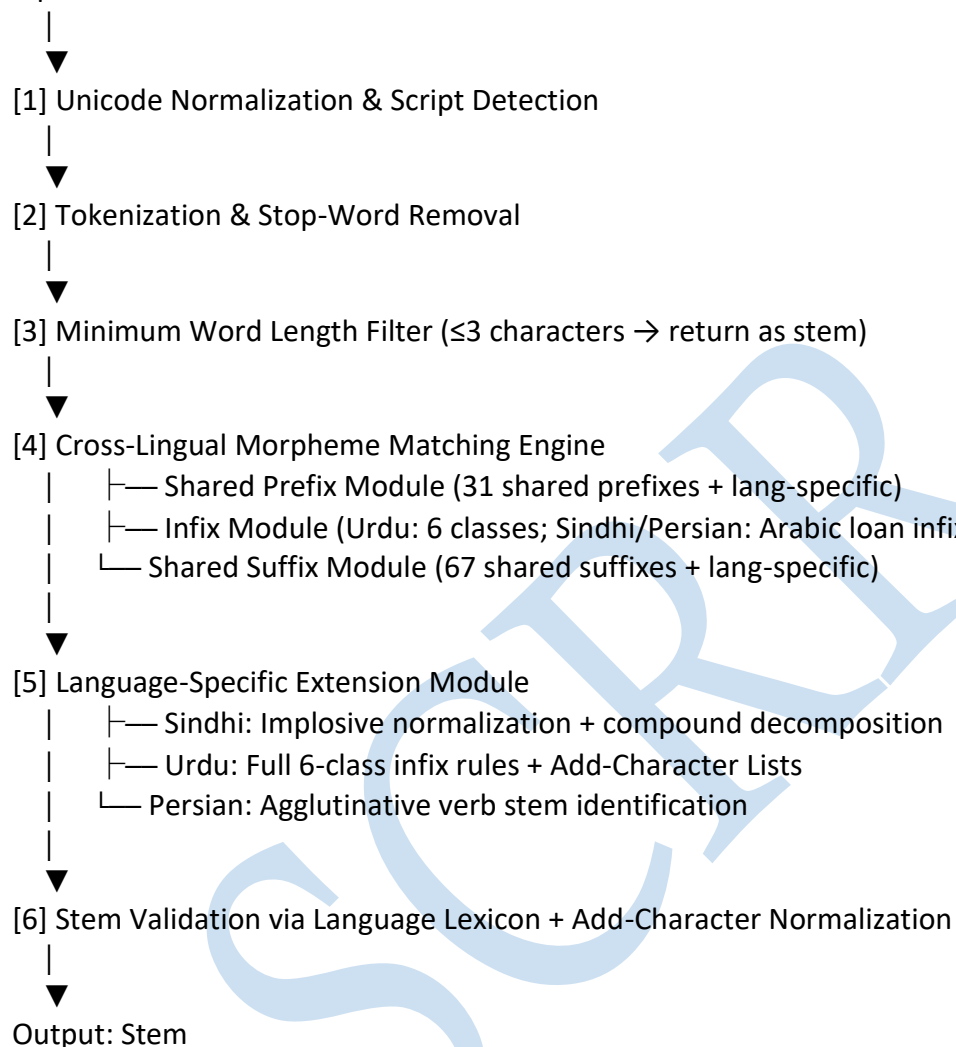 |
▼
[1] Unicode Normalization & Script Detection
|
▼
[2] Tokenization & Stop-Word Removal
|
▼
[3] Minimum Word Length Filter (≤3 characters → return as stem)
|
▼
[4] Cross-Lingual Morpheme Matching Engine
| ├── Shared Prefix Module (31 shared prefixes + lang-specific)
| ├── Infix Module (Urdu: 6 classes; Sindhi/Persian: Arabic loan
| └── Shared Suffix Module (67 shared suffixes + lang-specific)
|
▼
[5] Language-Specific Extension Module
| ├── Sindhi: Implosive normalization + compound decomposition
| ├── Urdu: Full 6-class infix rules + Add-Character Lists
| └── Persian: Agglutinative verb stem identification
|
▼
[6] Stem Validation via Language Lexicon + Add-Character Normalization
|
▼
Output: Stem
SCRR